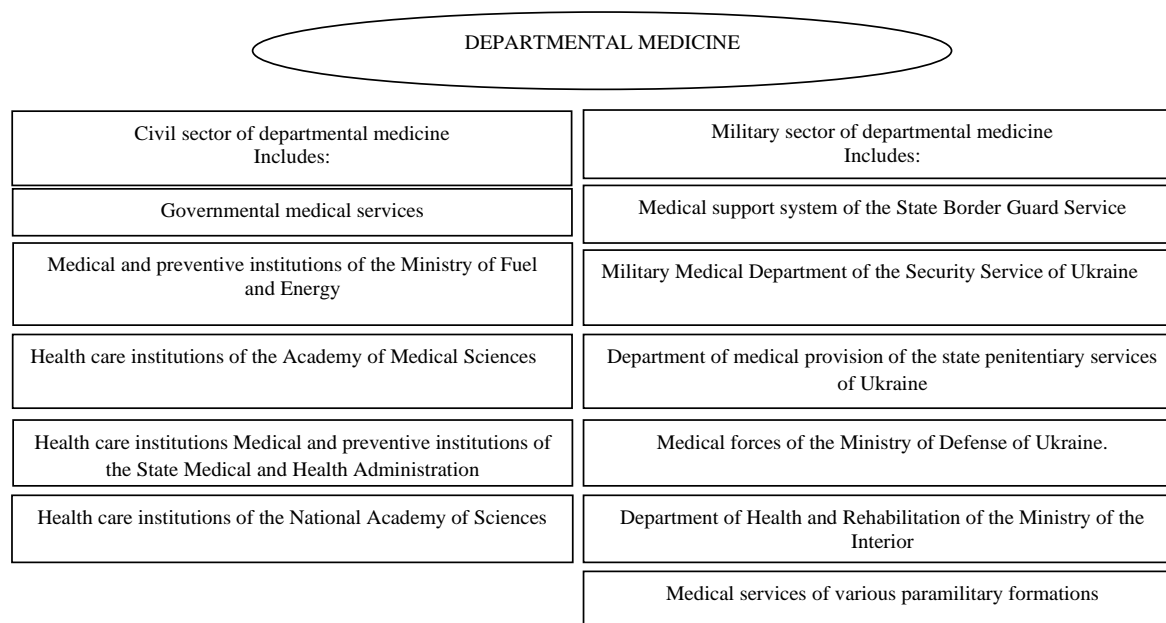 DEPARTMENTAL MEDICINE
Civil sector of departmental medicine
Includes:
Governmental medical services
Medical and preventive institutions of the Ministry of Fuel
and Energy
Health care institutions of the Academy of Medical Sciences
Health care institutions Medical and preventive institutions of
the State Medical and Health Administration
Health care institutions of the National Academy of Sciences
Military sector of departmental medicine
Includes:
Medical support system of the State Border Guard Service
Military Medical Department of the Security Service of Ukraine
Department of medical provision of the state penitentiary services
of Ukraine
Medical forces of the Ministry of Defense of Ukraine.
Department of Health and Rehabilitation of the Ministry of the
Interior
Medical services of various paramilitary formations